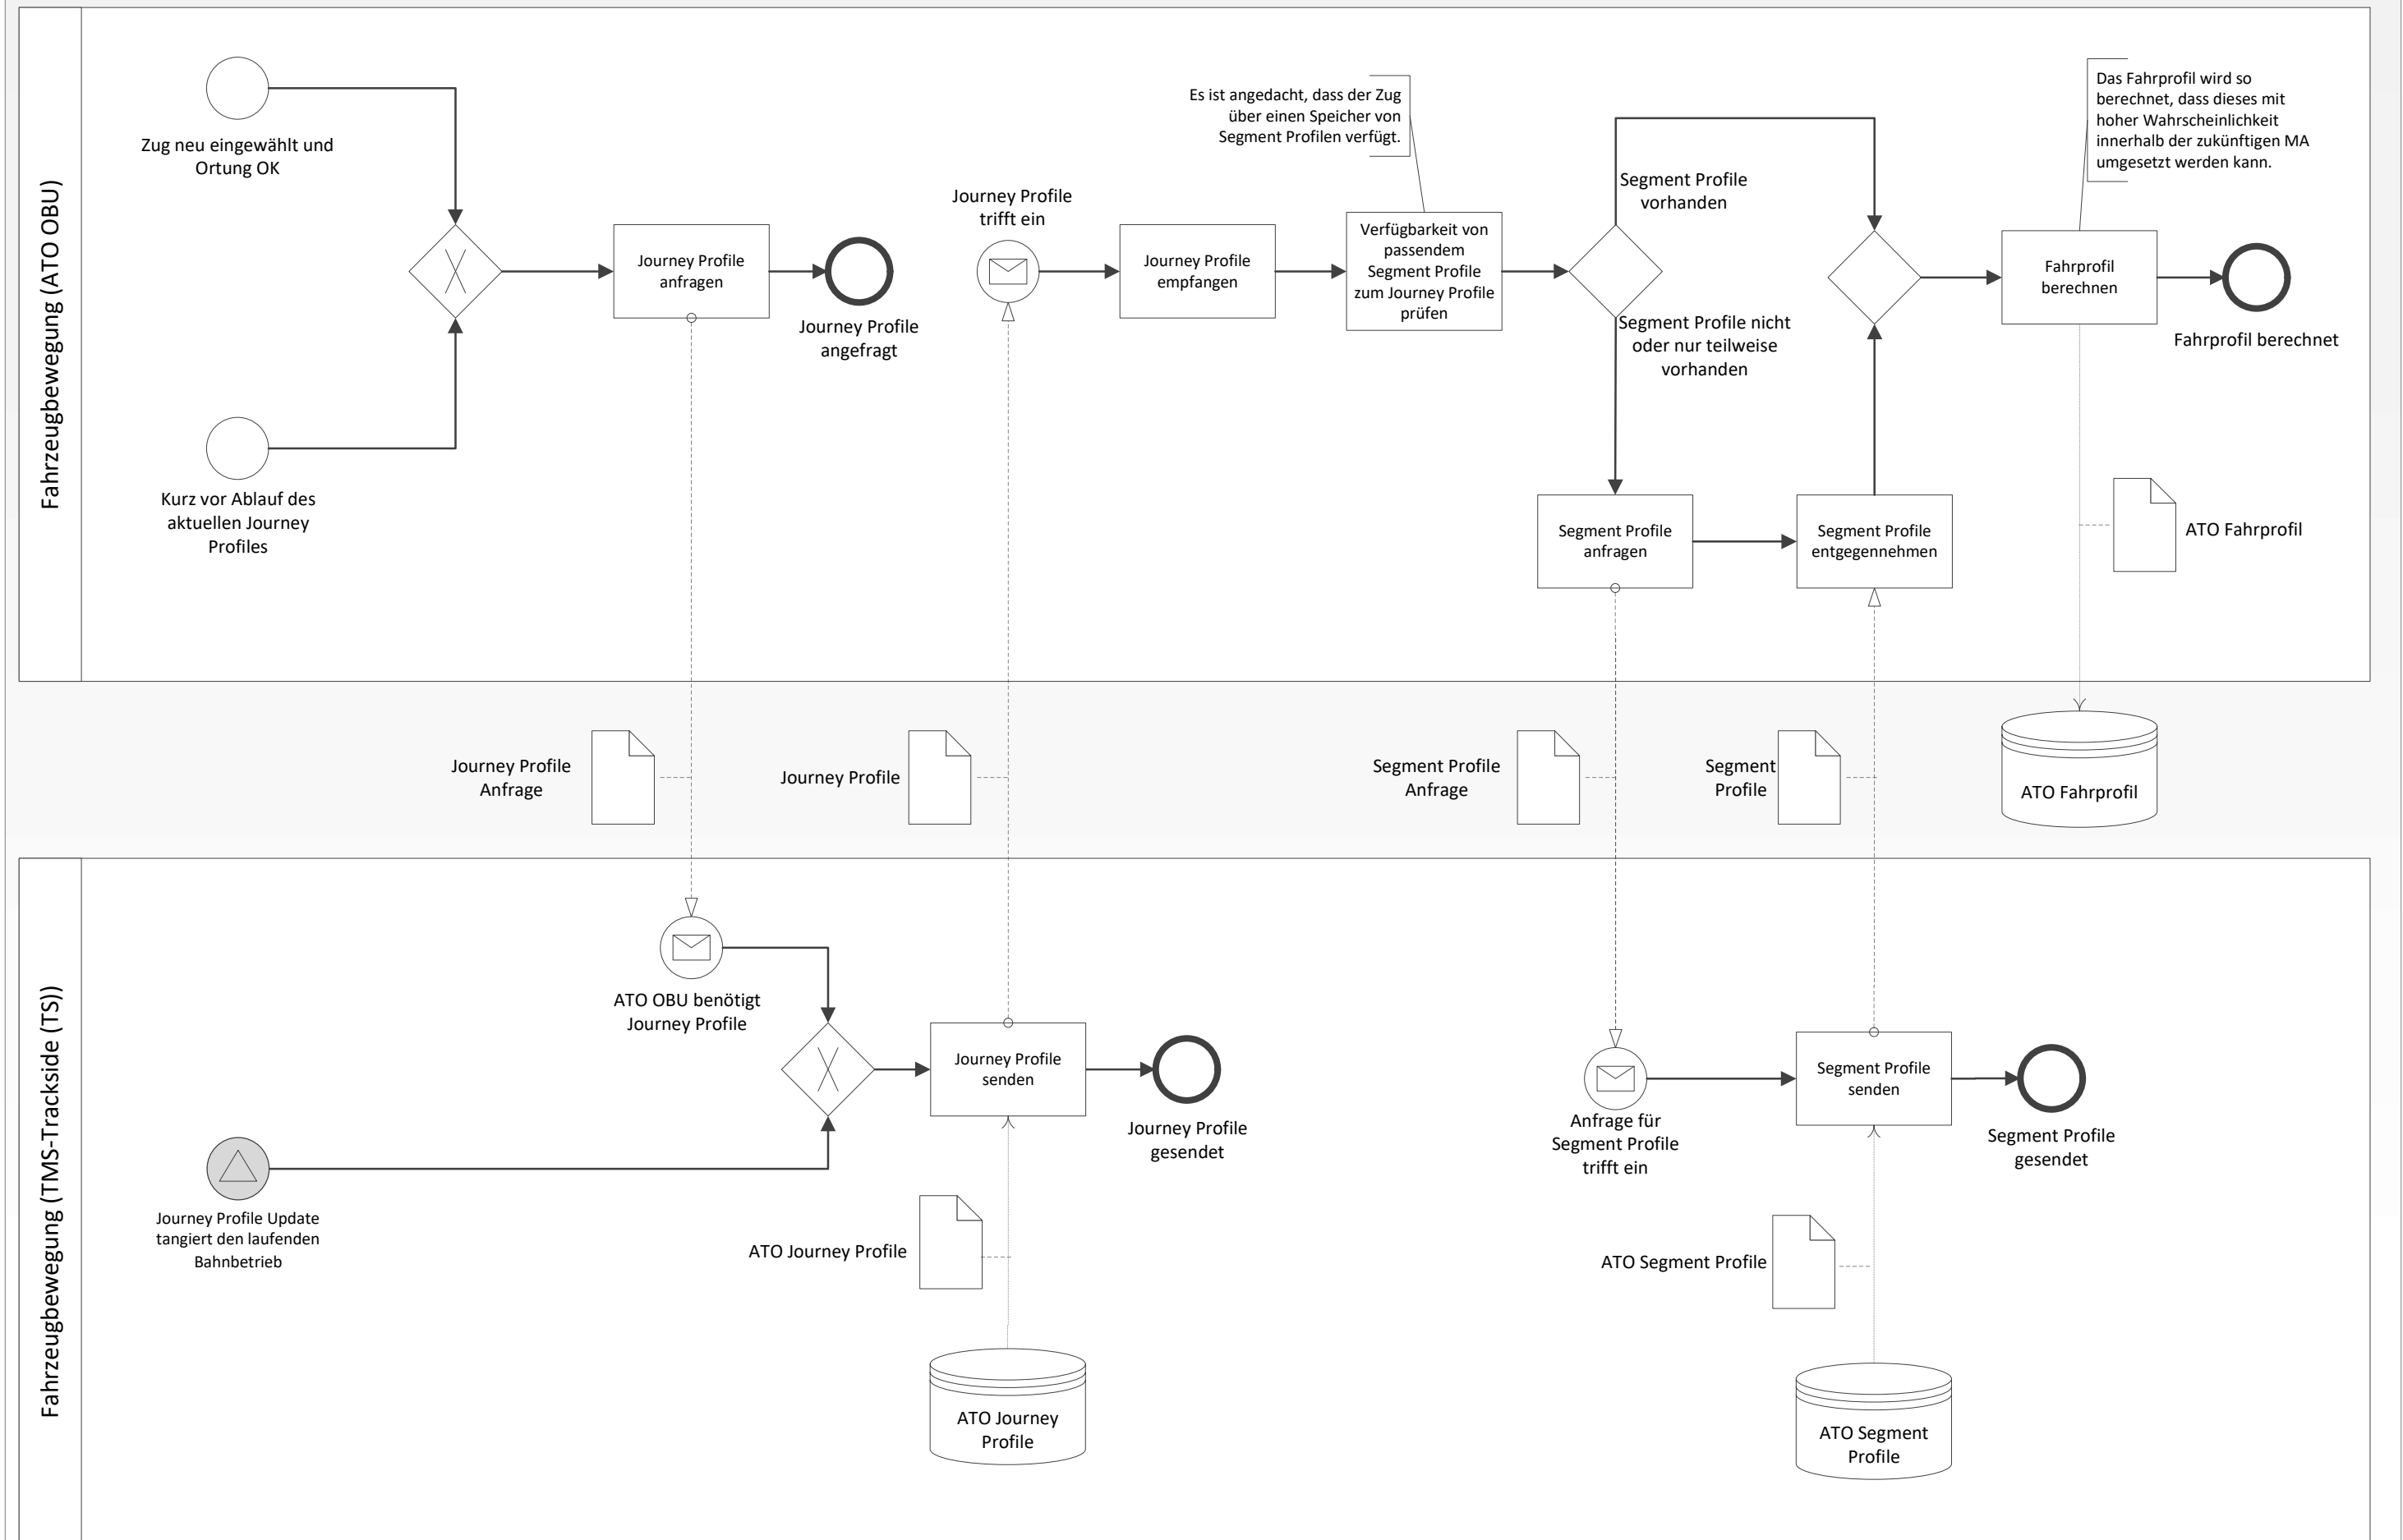 Fahrzeugbewegung (ATO OBU)
Zug neu eingewählt und
Ortung OK
Kurz vor Ablauf des
aktuellen Journey
Profiles
Journey Profile
anfragen
Journey Profile
angefragt
Journey Profile
trifft ein
Journey Profile
empfangen
Es ist angedacht, dass der Zug
über einen Speicher von
Segment Profilen verfügt.
Verfügbarkeit von
passendem
Segment Profile
zum Journey Profile
prüfen
Segment Profile
vorhanden
Segment Profile nicht
oder nur teilweise
vorhanden
Segment Profile
anfragen
Segment Profile
entgegennehmen
Das Fahrprofil wird so
berechnet, dass dieses mit
hoher Wahrscheinlichkeit
innerhalb der zukünftigen MA
umgesetzt werden kann.
Fahrprofil
berechnen
Fahrprofil berechnet
ATO Fahrprofil
Journey Profile
Anfrage
Journey Profile
Segment Profile
Anfrage
Segment
Profile
ATO Fahrprofil
Fahrzeugbewegung (TMS-Trackside (TS))
ATO OBU benötigt
Journey Profile
Journey Profile Update
tangiert den laufenden
Bahnbetrieb
Journey Profile
senden
Journey Profile
gesendet
ATO Journey Profile
ATO Journey
Profile
Anfrage für
Segment Profile
trifft ein
Segment Profile
senden
Segment Profile
gesendet
ATO Segment Profile
ATO Segment
Profile